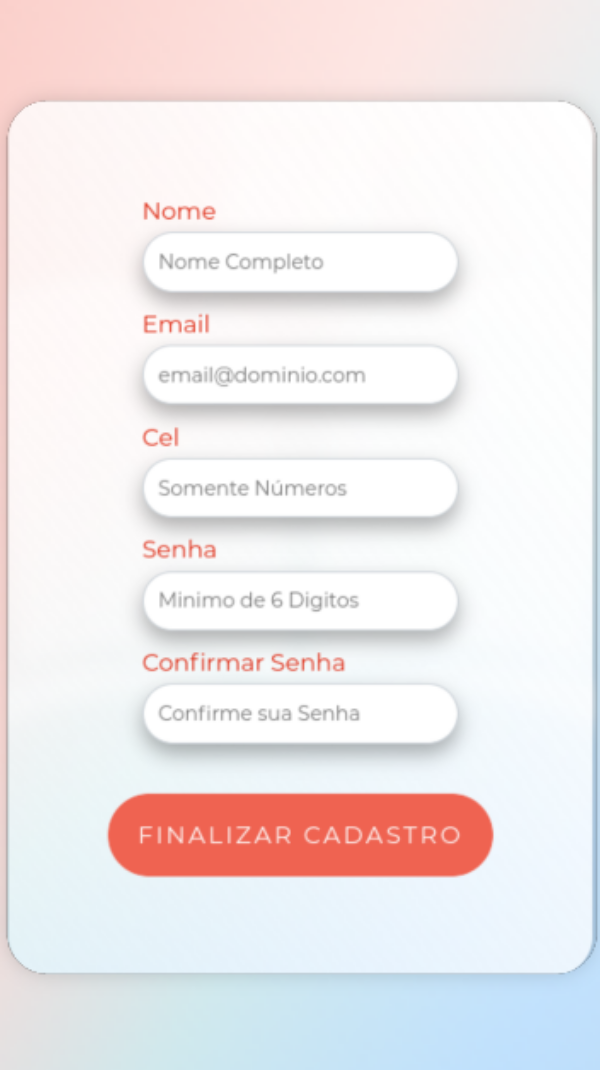 Nome
Nome Completo
Email
email@dominio.com
Cel
Somente Números
Senha
Minimo de 6 Digitos
Confirmar Senha
Confirme sua Senha
FINALIZAR CADASTRO